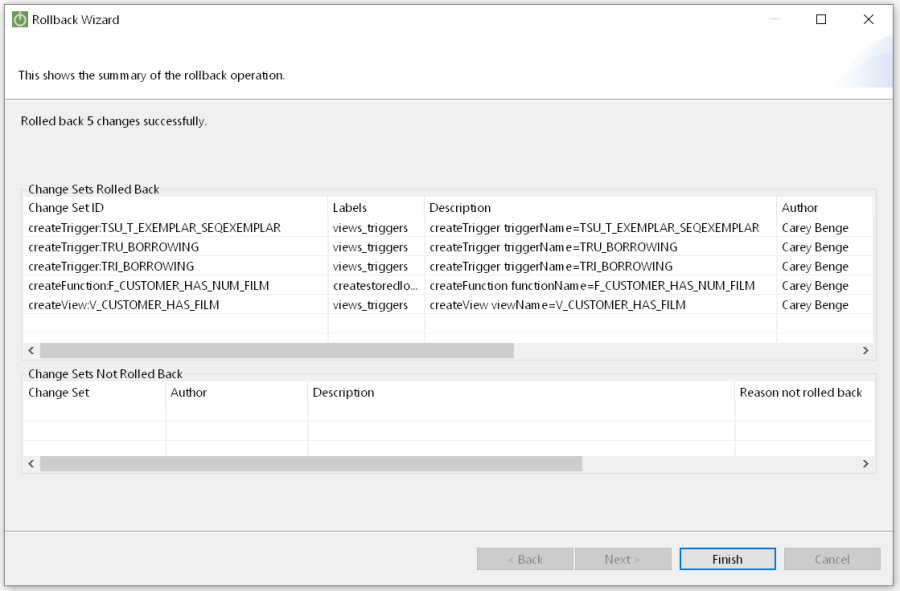 Rollback Wizard
This shows the summary of the rollback operation.
Rolled back 5 changes successfully.
Change Sets Rolled Back
Change Set ID Labels Description Author
createTrigger:TSU_T_EXEMPLAR_SEQEXEMPLAR views_triggers createTrigger triggerName=TSU_T_EXEMPLAR_SEQEXEMPLAR Carey Benge
createTrigger:TRU_BORROWING views_triggers createTrigger triggerName=TRU_BORROWING Carey Benge
createTrigger:TRI_BORROWING views_triggers createTrigger triggerName=TRI_BORROWING Carey Benge
createFunction:F_CUSTOMER_HAS_NUM_FILM createstoredlo... createFunction functionName=F_CUSTOMER_HAS_NUM_FILM Carey Benge
createView:V_CUSTOMER_HAS_FILM views_triggers createView viewName=V_CUSTOMER_HAS_FILM Carey Benge
Change Sets Not Rolled Back
Change Set Author Description Reason not rolled back
< Back Next > Finish Cancel